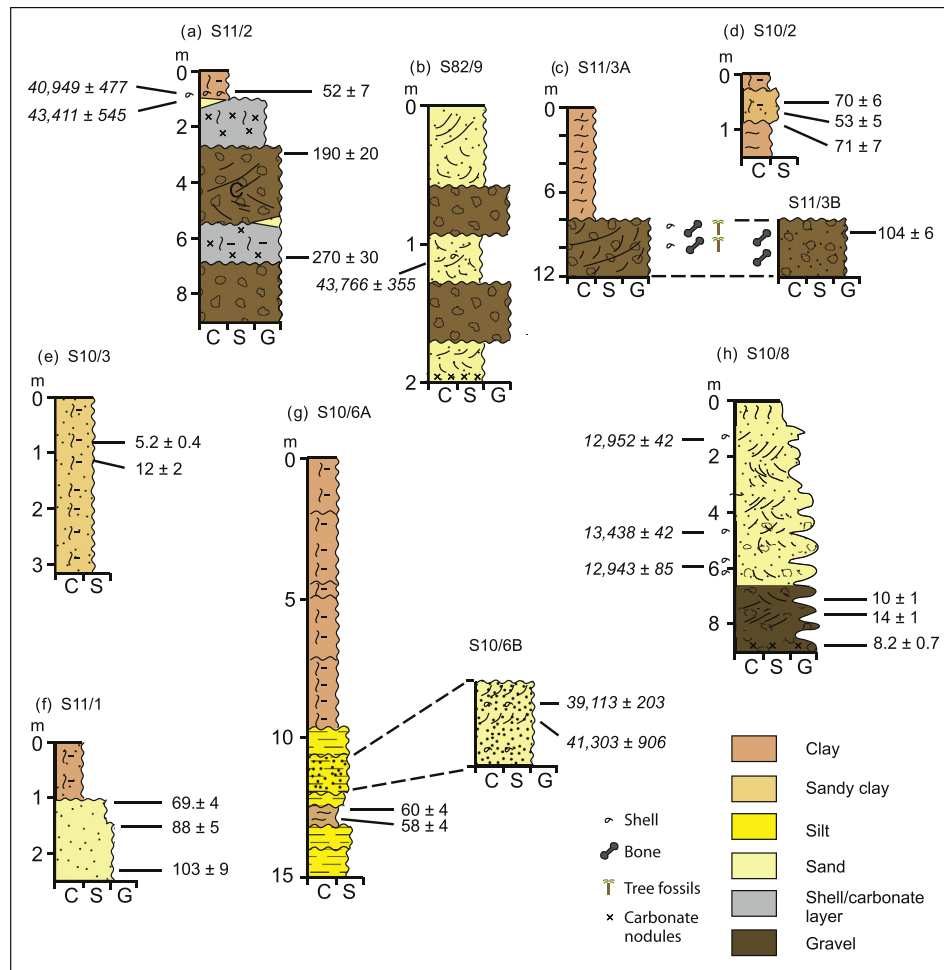 (a) S11/2
m
0
2
4
6
8
C S G
C
40,949 ± 477
43,411 ± 545
52 ± 7
190 ± 20
270 ± 30
(b) S82/9
m
0
1
2
C S G
43,766 ± 355
(c) S11/3A
m
0
4
6
12
C S G
S11/3B
104 ± 6
C S G
(d) S10/2
m
0
1
C S
70 ± 6
53 ± 5
71 ± 7
(e) S10/3
m
0
1
2
3
C S
5.2 ± 0.4
12 ± 2
(f) S11/1
m
0
1
2
C S G
69.± 4
88 ± 5
103 ± 9
(g) S10/6A
m
0
5
10
15
C S
60 ± 4
58 ± 4
S10/6B
39,113 ± 203
41,303 ± 906
C S G
(h) S10/8
m
0
2
4
6
8
C S G
12,952 ± 42
13,438 ± 42
12,943 ± 85
10 ± 1
14 ± 1
8.2 ± 0.7
Shell
Bone
Tree fossils
Carbonate
nodules
Clay
Sandy clay
Silt
Sand
Shell/carbonate
layer
Gravel